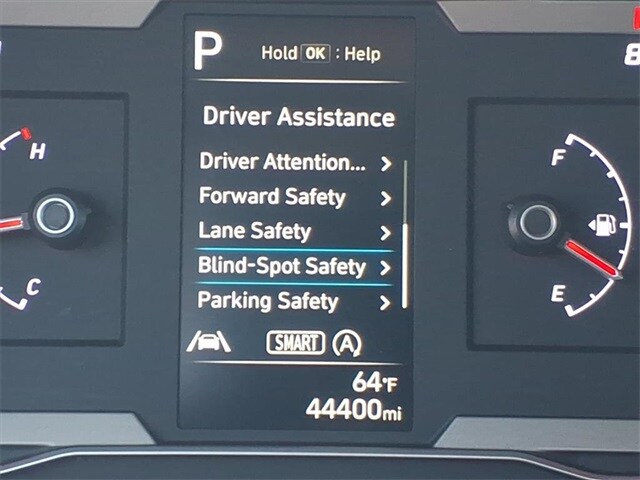 P Hold OK : Help
Driver Assistance
Driver Attention...
Forward Safety
Lane Safety
Blind-Spot Safety
Parking Safety
SMART A
64°F
44400mi
H
C
F
E